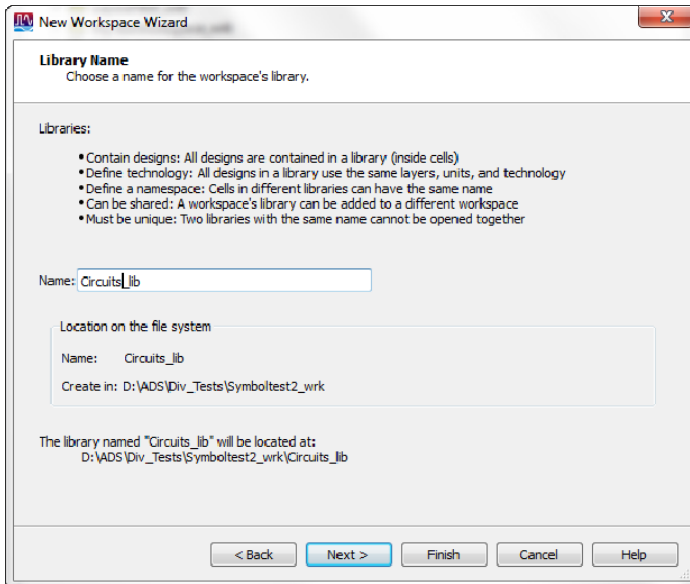 New Workspace Wizard
Library Name
Choose a name for the workspace's library.
Libraries:
•Contain designs: All designs are contained in a library (inside cells)
•Define technology: All designs in a library use the same layers, units, and technology
•Define a namespace: Cells in different libraries can have the same name
•Can be shared: A workspace's library can be added to a different workspace
•Must be unique: Two libraries with the same name cannot be opened together
Name: Circuits_lib
Location on the file system
Name: Circuits_lib
Create in: D:\ADS\Div_Tests\Symboltest2_wrk
The library named "Circuits_lib" will be located at:
D:\ADS\Div_Tests\Symboltest2_wrk\Circuits_lib
< Back Next > Finish Cancel Help